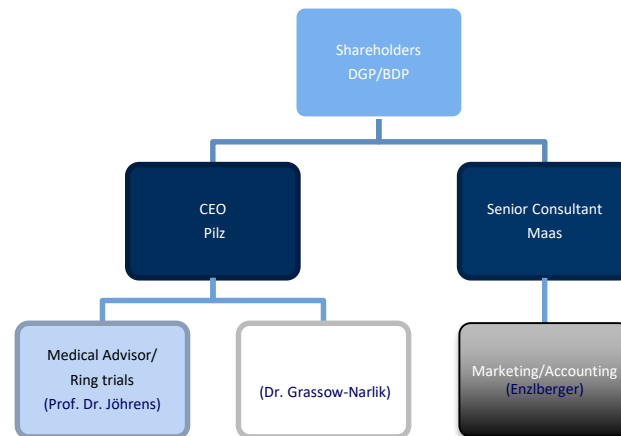 Shareholders
DGP/BDP
CEO
Pilz
Senior Consultant
Maas
Medical Advisor/
Ring trials
(Prof. Dr. Jöhrens)
(Dr. Grassow-Narlik)
Marketing/Accounting
(Enzlberger)